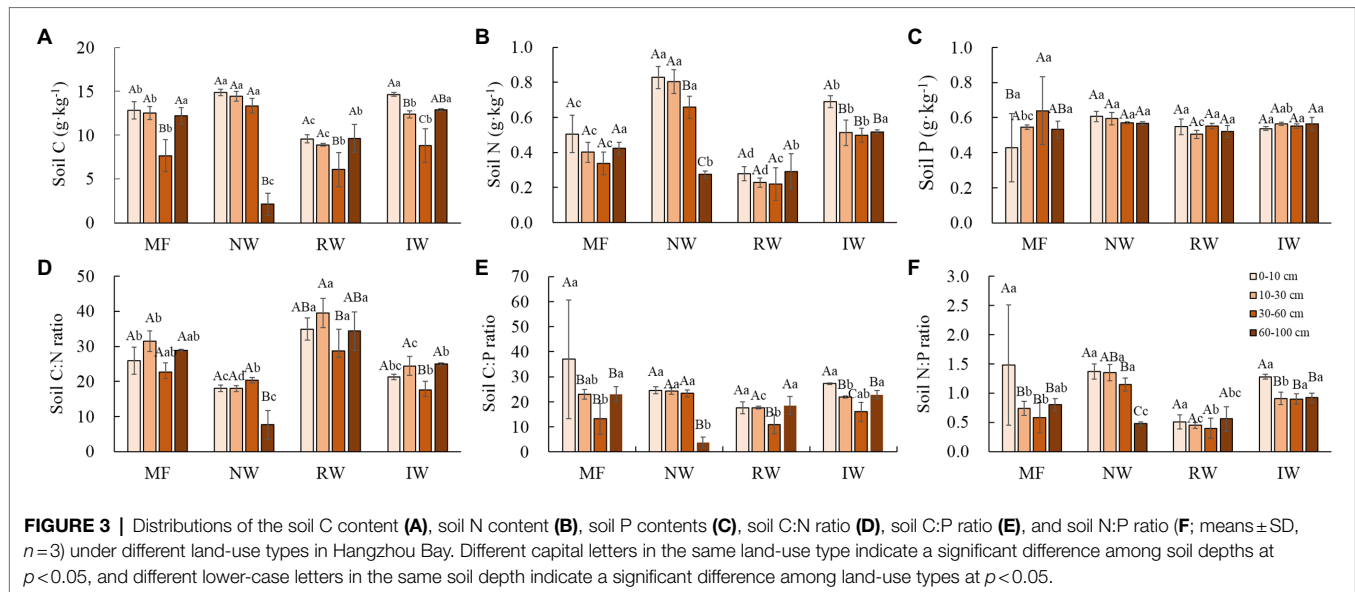 A
Soil C (g·kg-1)
20
15
10
5
0
Ab Ab Bb Aa
Aa Aa Aa Bc
Ac Ac Bb Ab
Aa Bb Cb ABa
MF NW RW IW
B
Soil N (g·kg-1)
1.0
0.8
0.6
0.4
0.2
0.0
Ac Ac Ac Aa
Aa Aa Ba Cb
Ad Ad Ac Ab
Ab Bb Bb Ba
MF NW RW IW
C
Soil P (g·kg-1)
1.0
0.8
0.6
0.4
0.2
0.0
Ba Abc Aa ABa
Aa Aa Aa Aa
Aa Ac Aa Aa
Aa Aab Aa Aa
MF NW RW IW
D
Soil C:N ratio
50
40
30
20
10
0
Ab Ab Aab Aab
Ac Ad Ab Bc
ABa Aa Ba ABa
Abc Ac Bb Ab
MF NW RW IW
E
Soil C:P ratio
70
60
50
40
30
20
10
0
Aa Bab Bb Ba
Aa Aa Aa Bb
Aa Bb Bb Aa
Aa Bb Cab Ba
MF NW RW IW
F
Soil N:P ratio
3.0
2.5
2.0
1.5
1.0
0.5
0.0
Aa Bb Bb Bab
Aa ABa Ba Cc
Aa Ac Ab Abc
Aa Bb Ba Ba
MF NW RW IW
0-10 cm
10-30 cm
30-60 cm
60-100 cm
FIGURE 3 | Distributions of the soil C content (A), soil N content (B), soil P contents (C), soil C:N ratio (D), soil C:P ratio (E), and soil N:P ratio (F; means ± SD,
n = 3) under different land-use types in Hangzhou Bay. Different capital letters in the same land-use type indicate a significant difference among soil depths at
p < 0.05, and different lower-case letters in the same soil depth indicate a significant difference among land-use types at p < 0.05.